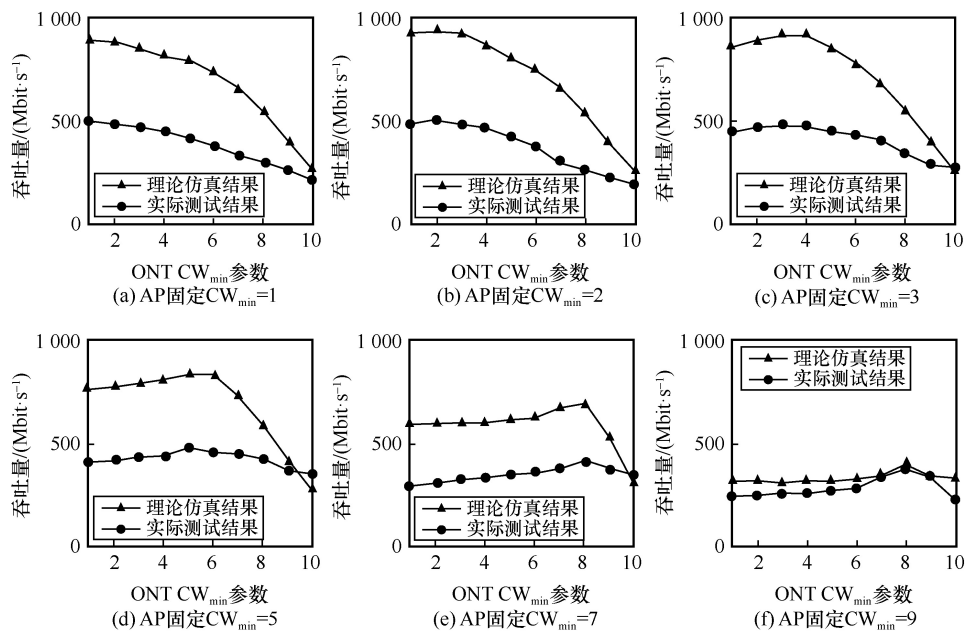 1 000
500
0
吞吐量/(Mbit·s⁻¹)
理论仿真结果
实际测试结果
2 4 6 8 10
ONT CWmin参数
(a) AP固定CWmin=1
1 000
500
0
吞吐量/(Mbit·s⁻¹)
理论仿真结果
实际测试结果
2 4 6 8 10
ONT CWmin参数
(b) AP固定CWmin=2
1 000
500
0
吞吐量/(Mbit·s⁻¹)
理论仿真结果
实际测试结果
2 4 6 8 10
ONT CWmin参数
(c) AP固定CWmin=3
1 000
500
0
吞吐量/(Mbit·s⁻¹)
理论仿真结果
实际测试结果
2 4 6 8 10
ONT CWmin参数
(d) AP固定CWmin=5
1 000
500
0
吞吐量/(Mbit·s⁻¹)
理论仿真结果
实际测试结果
2 4 6 8 10
ONT CWmin参数
(e) AP固定CWmin=7
1 000
500
0
吞吐量/(Mbit·s⁻¹)
理论仿真结果
实际测试结果
2 4 6 8 10
ONT CWmin参数
(f) AP固定CWmin=9